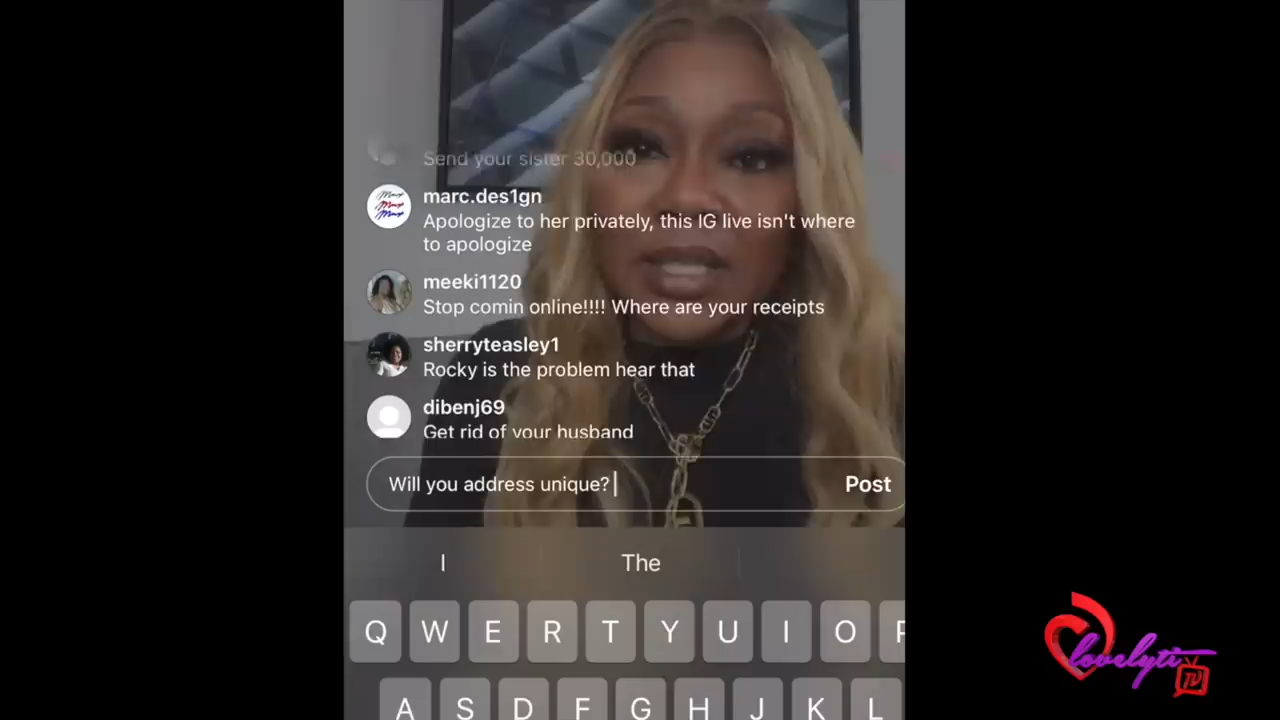 Send your sister 30,000
marc.des1gn
Apologize to her privately, this IG live isn't where
to apologize
meeki1120
Stop comin online!!!! Where are your receipts
sherryteasley1
Rocky is the problem hear that
dibenj69
Get rid of your husband
Will you address unique?
Post
I
The
Q W E R T Y U I O P
A S D F G H J K L
lovelyti
TV